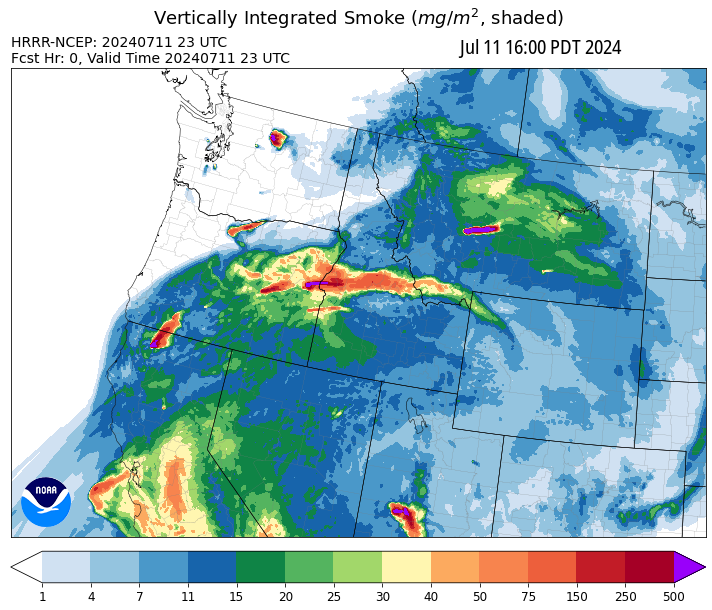 Vertically Integrated Smoke (mg/m², shaded)
HRRR-NCEP: 20240711 23 UTC
Fcst Hr: 0, Valid Time 20240711 23 UTC
Jul 11 16:00 PDT 2024
NOAA
1 4 7 11 15 20 25 30 40 50 75 150 250 500